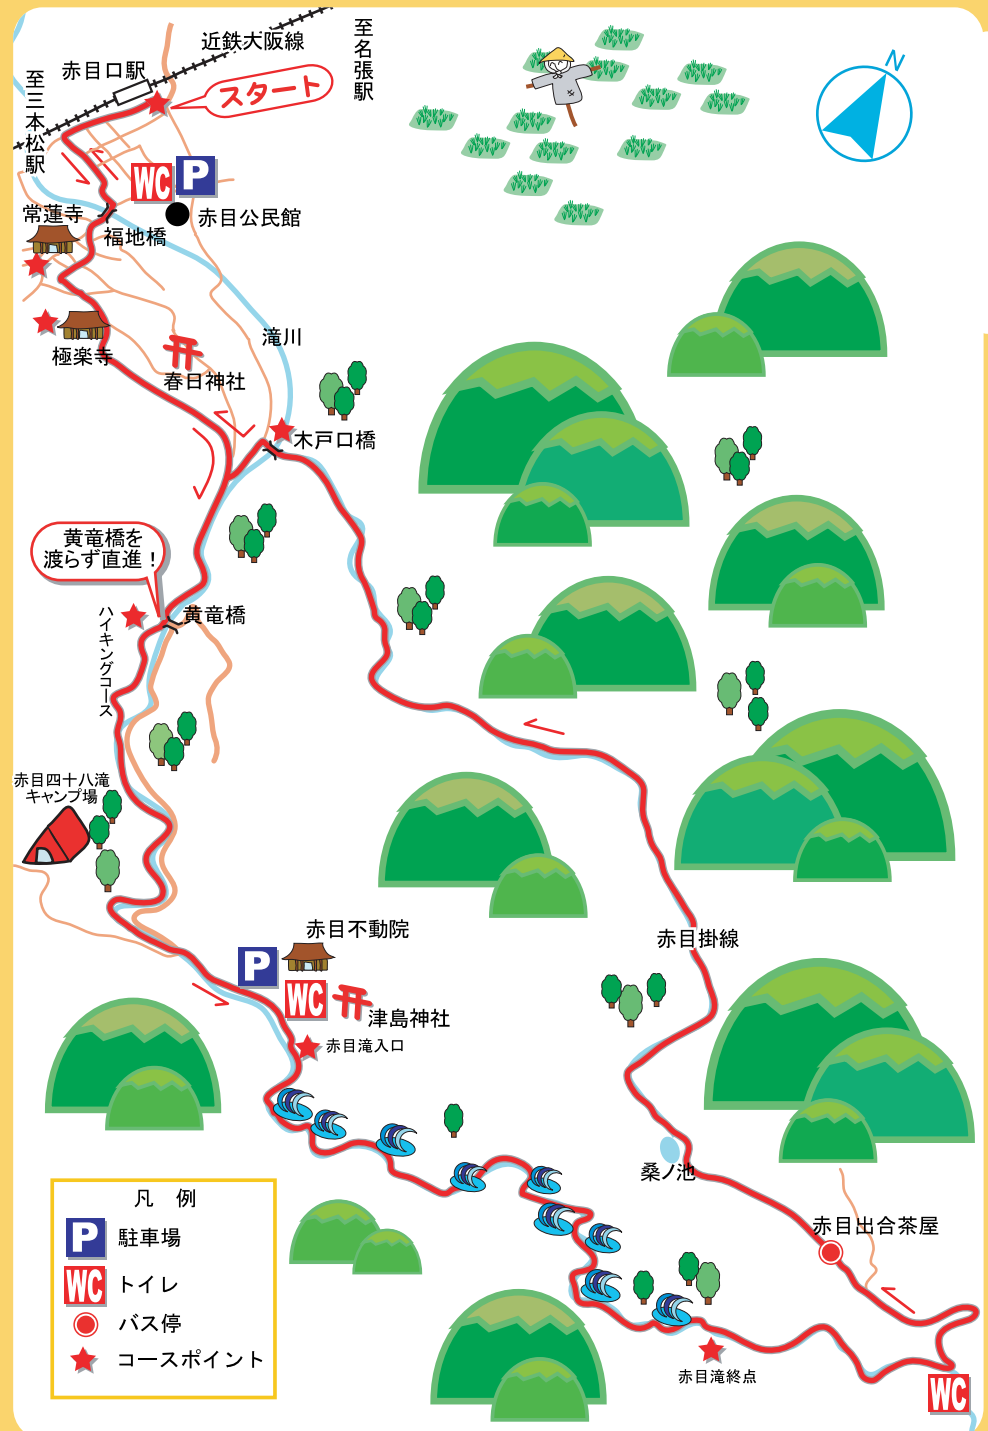 近鉄大阪線
至名張駅
赤目口駅
スタート
至三本松駅
N
WC
P
常蓮寺
福地橋
赤目公民館
極楽寺
春日神社
滝川
木戸口橋
黄竜橋を
渡らず直進！
黄竜橋
ハイキングコース
赤目四十八滝
キャンプ場
赤目不動院
P
WC
津島神社
赤目滝入口
赤目掛線
桑ノ池
赤目出合茶屋
赤目滝終点
WC
凡 例
P 駐車場
WC トイレ
バス停
コースポイント